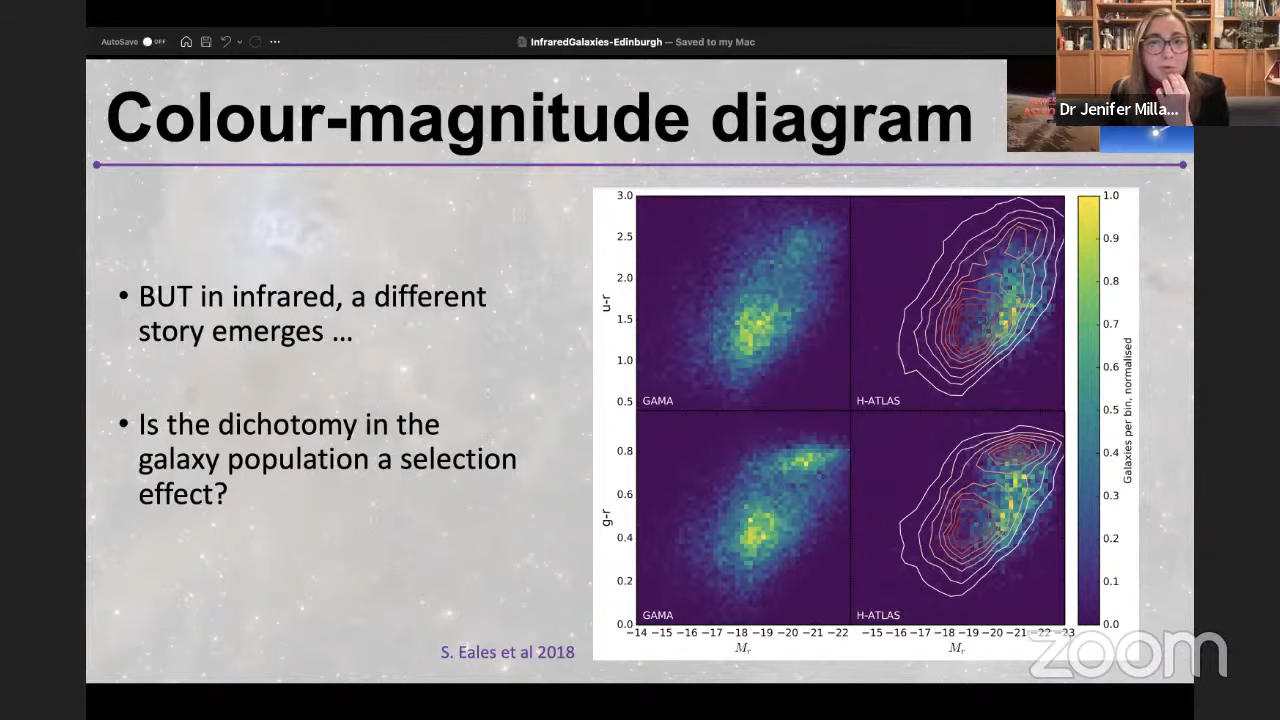 AutoSave OFF
InfraredGalaxies-Edinburgh — Saved to my Mac
Dr Jenifer Milla...
Colour-magnitude diagram
• BUT in infrared, a different
story emerges ...
• Is the dichotomy in the
galaxy population a selection
effect?
S. Eales et al 2018
3.0
2.5
2.0
1.5
1.0
0.5
u-r
GAMA
H-ATLAS
0.8
0.6
0.4
0.2
0.0
g-r
GAMA
H-ATLAS
−14 −15 −16 −17 −18 −19 −20 −21 −22
−15 −16 −17 −18 −19 −20 −21 −22 −23
Mr
Mr
1.0
0.9
0.8
0.7
0.6
0.5
0.4
0.3
0.2
0.1
0.0
Galaxies per bin, normalised
zoom